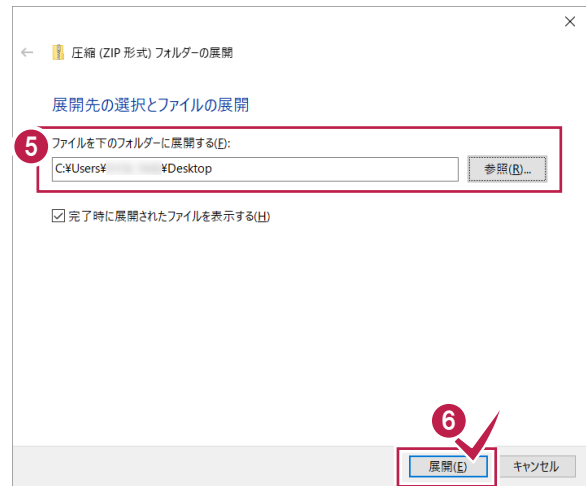 圧縮 (ZIP 形式) フォルダーの展開
展開先の選択とファイルの展開
5
ファイルを下のフォルダーに展開する(F):
C:¥Users¥ ¥Desktop
参照(R)...
完了時に展開されたファイルを表示する(H)
6
展開(E)
キャンセル